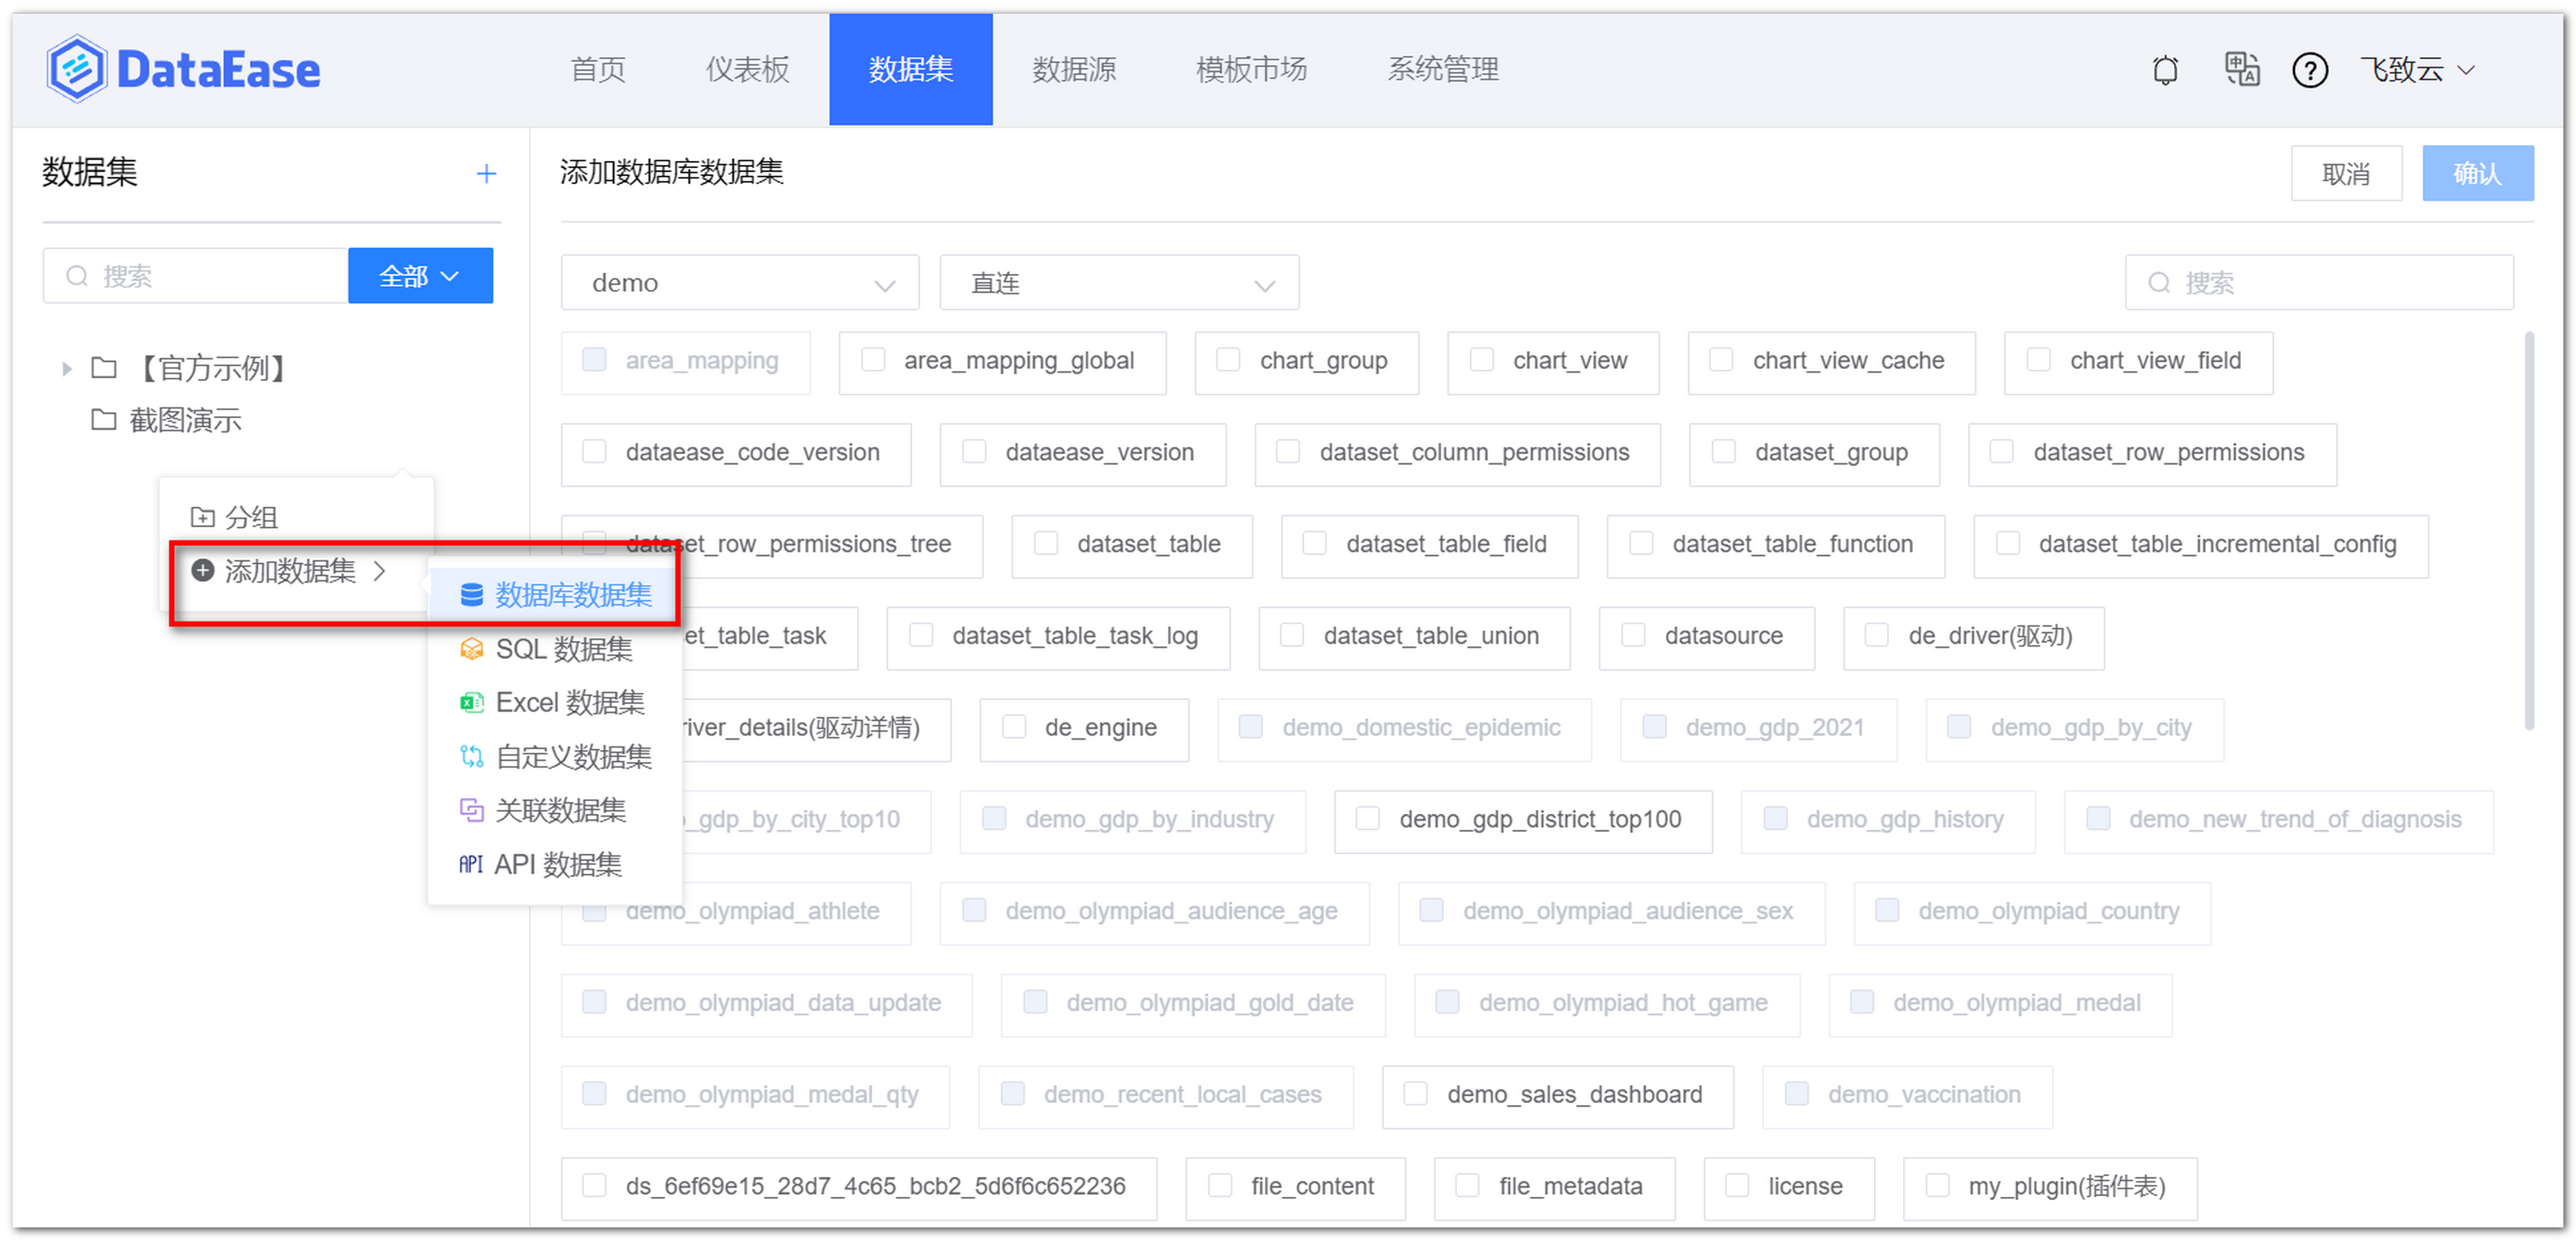 DataEase 首页 仪表板 数据集 数据源 模板市场 系统管理 中 A ? 飞致云
数据集 +
搜索 全部
【官方示例】
截图演示
分组
添加数据集
数据库数据集
SQL 数据集
Excel 数据集
自定义数据集
关联数据集
API API 数据集
添加数据库数据集 取消 确认
demo 直连 搜索
area_mapping area_mapping_global chart_group chart_view chart_view_cache chart_view_field
dataease_code_version dataease_version dataset_column_permissions dataset_group dataset_row_permissions
dataset_row_permissions_tree dataset_table dataset_table_field dataset_table_function dataset_table_incremental_config
et_table_task dataset_table_task_log dataset_table_union datasource de_driver(驱动)
river_details(驱动详情) de_engine demo_domestic_epidemic demo_gdp_2021 demo_gdp_by_city
_gdp_by_city_top10 demo_gdp_by_industry demo_gdp_district_top100 demo_gdp_history demo_new_trend_of_diagnosis
demo_olympiad_athlete demo_olympiad_audience_age demo_olympiad_audience_sex demo_olympiad_country
demo_olympiad_data_update demo_olympiad_gold_date demo_olympiad_hot_game demo_olympiad_medal
demo_olympiad_medal_qty demo_recent_local_cases demo_sales_dashboard demo_vaccination
ds_6ef69e15_28d7_4c65_bcb2_5d6f6c652236 file_content file_metadata license my_plugin(插件表)